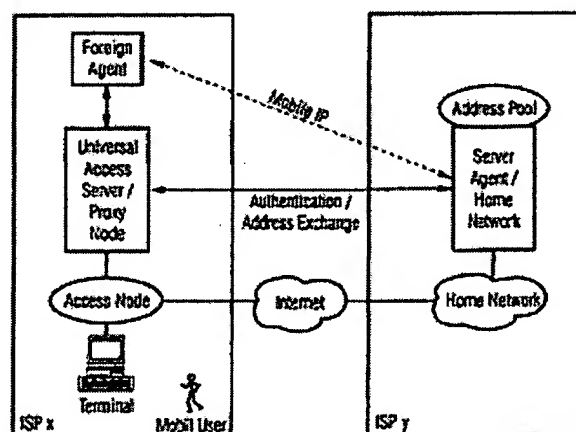 Foreign
Agent
Mobile IP
Address Pool
Universal
Access
Server /
Proxy
Node
Server
Agent /
Home
Network
Authentication /
Address Exchange
Access Node
Internet
Home Network
Terminal
Mobil User
ISP x
ISP y